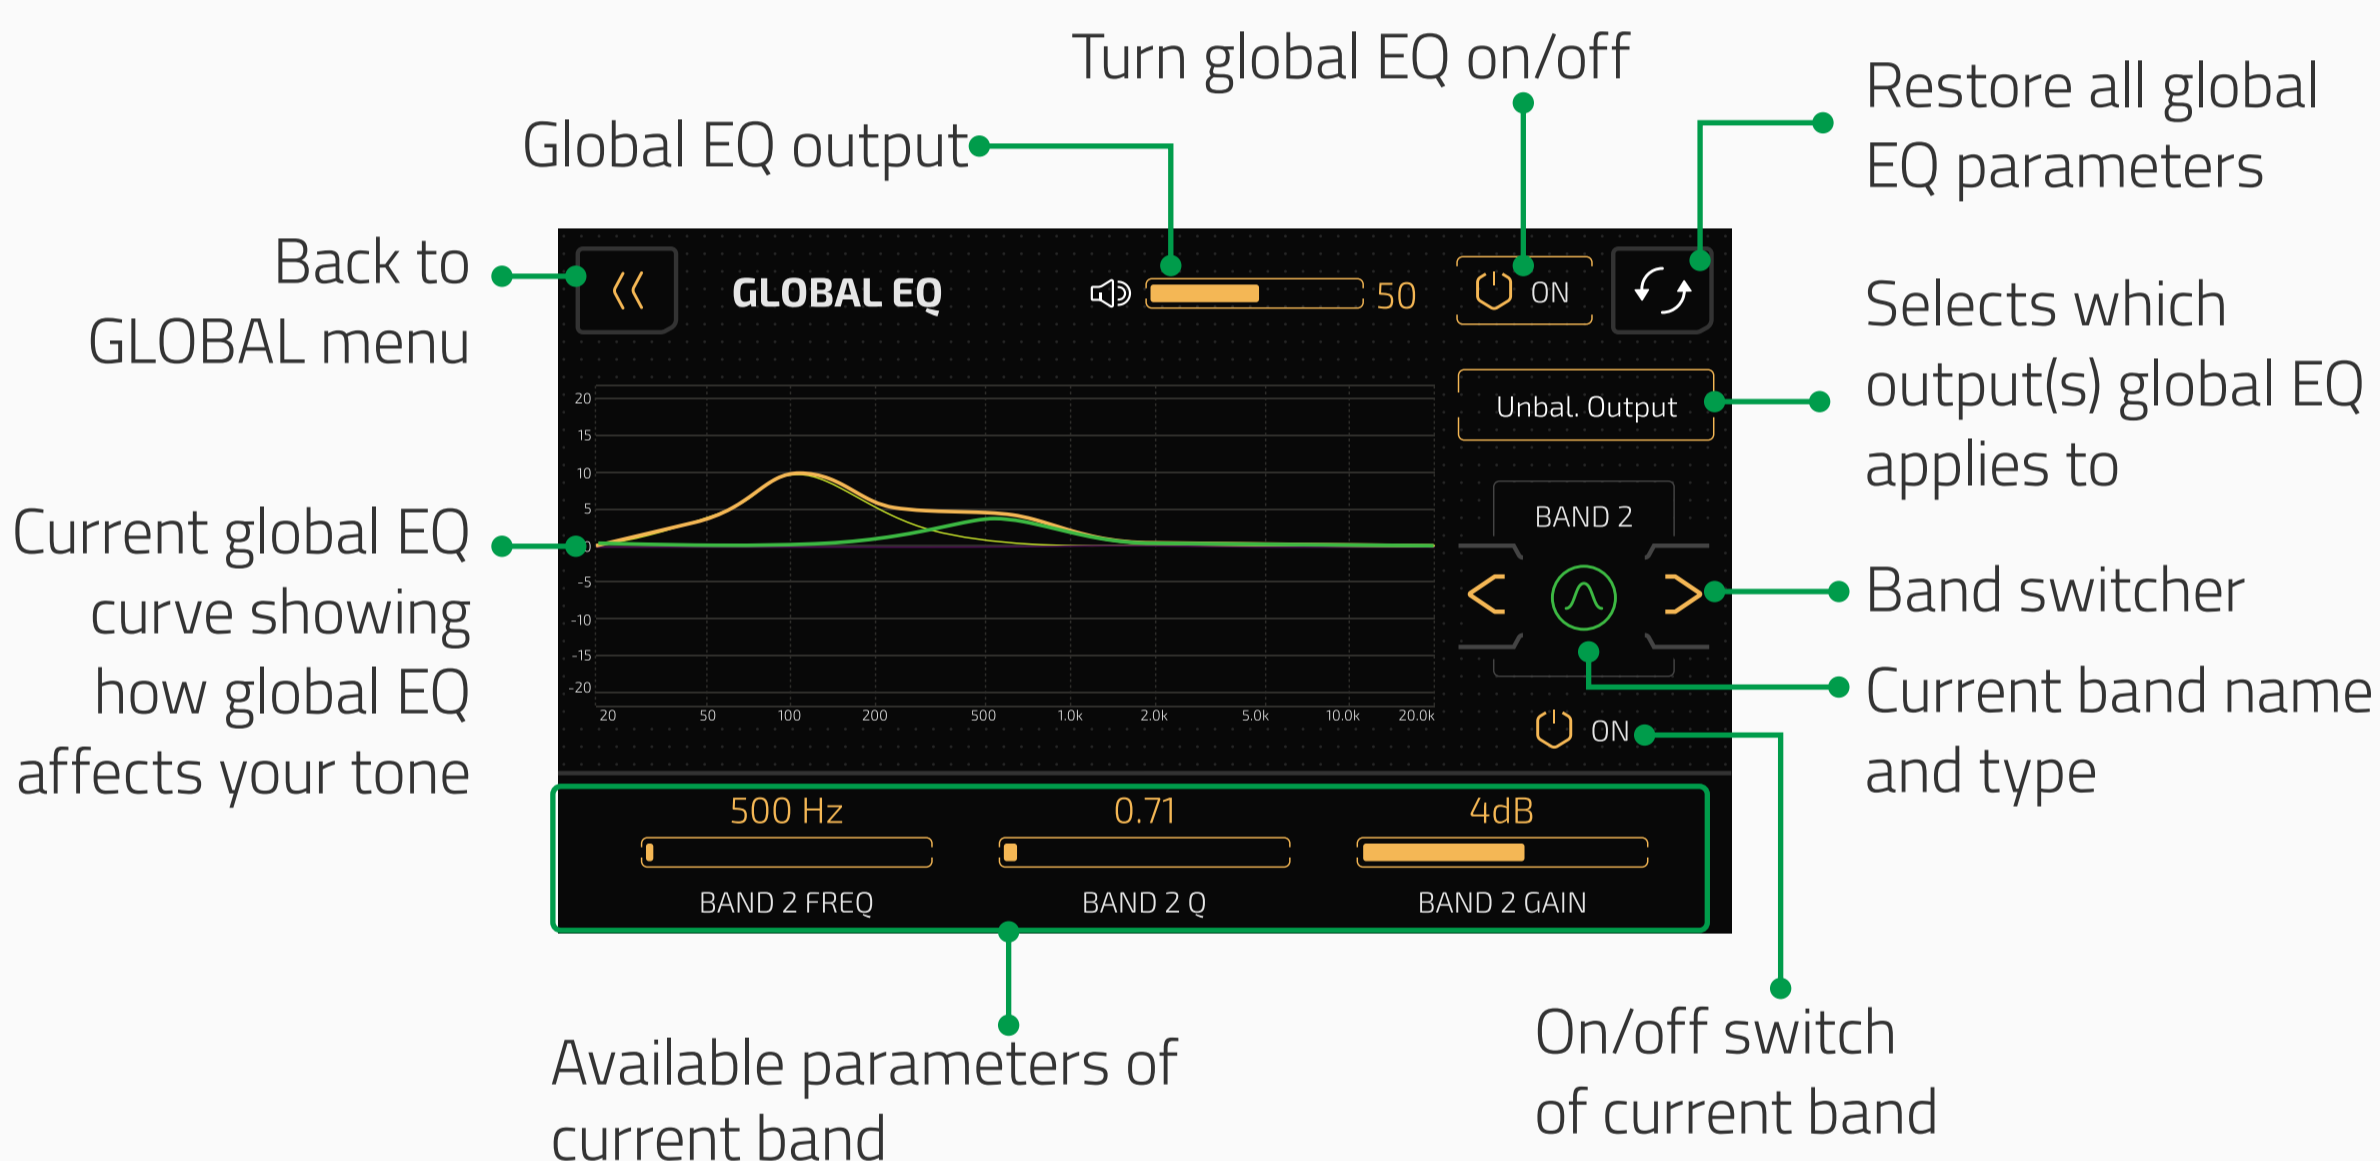 Turn global EQ on/off
Restore all global
EQ parameters
Global EQ output
Back to
GLOBAL menu
GLOBAL EQ
50
ON
Selects which
output(s) global EQ
applies to
Unbal. Output
20
15
10
5
0
-5
-10
-15
-20
20 50 100 200 500 1.0k 2.0k 5.0k 10.0k 20.0k
Current global EQ
curve showing
how global EQ
affects your tone
BAND 2
Band switcher
Current band name
and type
ON
500 Hz 0.71 4dB
BAND 2 FREQ BAND 2 Q BAND 2 GAIN
Available parameters of
current band
On/off switch
of current band